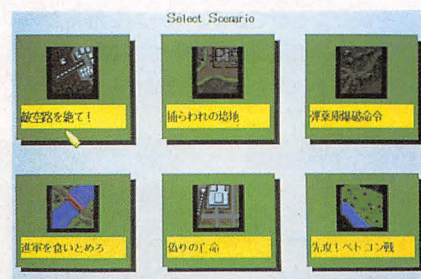 Select Scenario
敵空路を絶て！
捕らわれの
弾薬庫爆破命令
進軍を食いとめろ
偽りの亡命
先攻！ベトコン戦